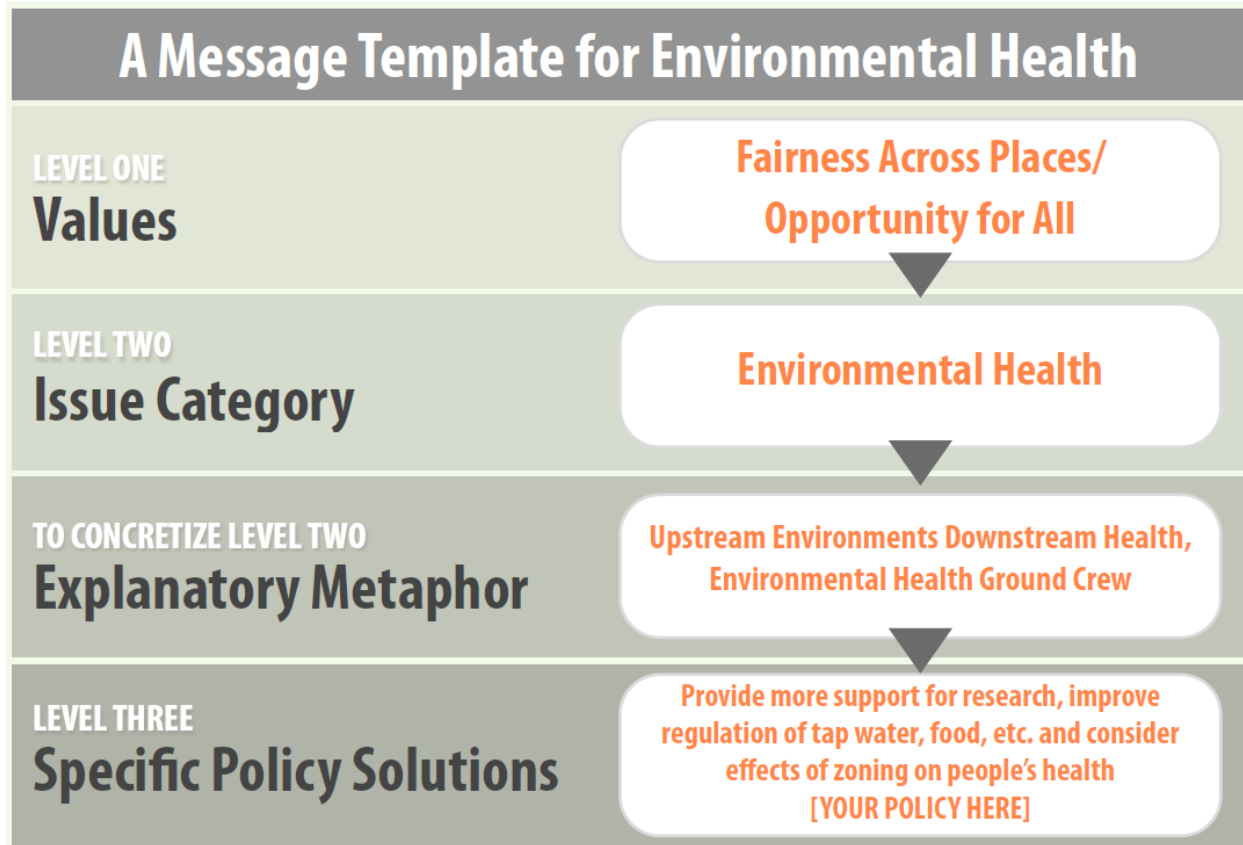 A Message Template for Environmental Health
LEVEL ONE
Values
Fairness Across Places/
Opportunity for All
LEVEL TWO
Issue Category
Environmental Health
TO CONCRETIZE LEVEL TWO
Explanatory Metaphor
Upstream Environments Downstream Health,
Environmental Health Ground Crew
LEVEL THREE
Specific Policy Solutions
Provide more support for research, improve
regulation of tap water, food, etc. and consider
effects of zoning on people’s health
[YOUR POLICY HERE]